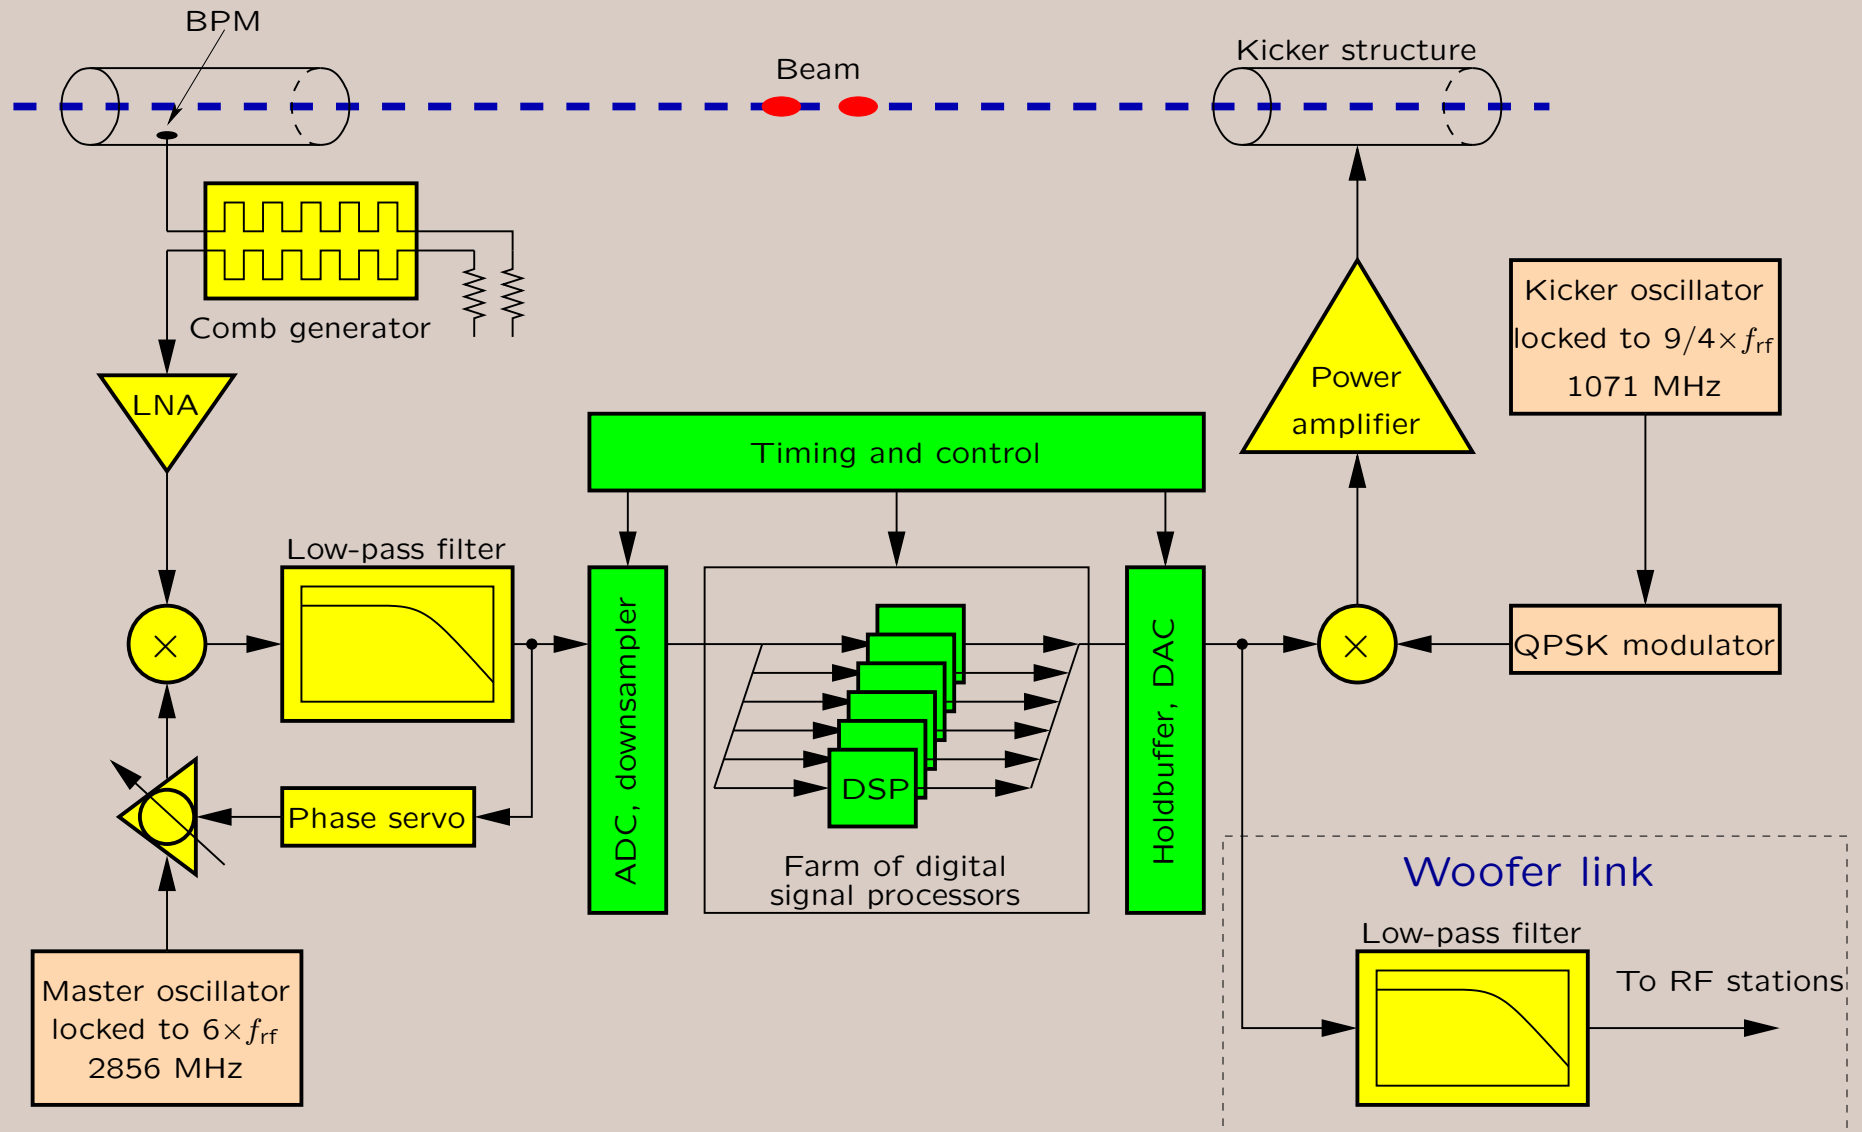 BPM
Beam
Kicker structure
Comb generator
Kicker oscillator
locked to 9/4×f_rf
1071 MHz
LNA
Power
amplifier
Timing and control
Low-pass filter
×
ADC, downsampler
DSP
Farm of digital
signal processors
Holdbuffer, DAC
×
QPSK modulator
Phase servo
Woofer link
Low-pass filter
To RF stations
Master oscillator
locked to 6×f_rf
2856 MHz